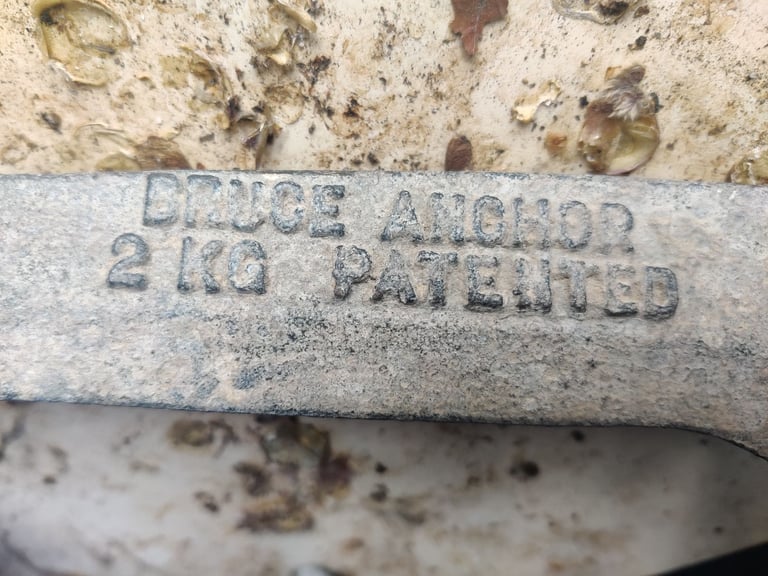 BRUCE ANCHOR
2 KG PATENTED